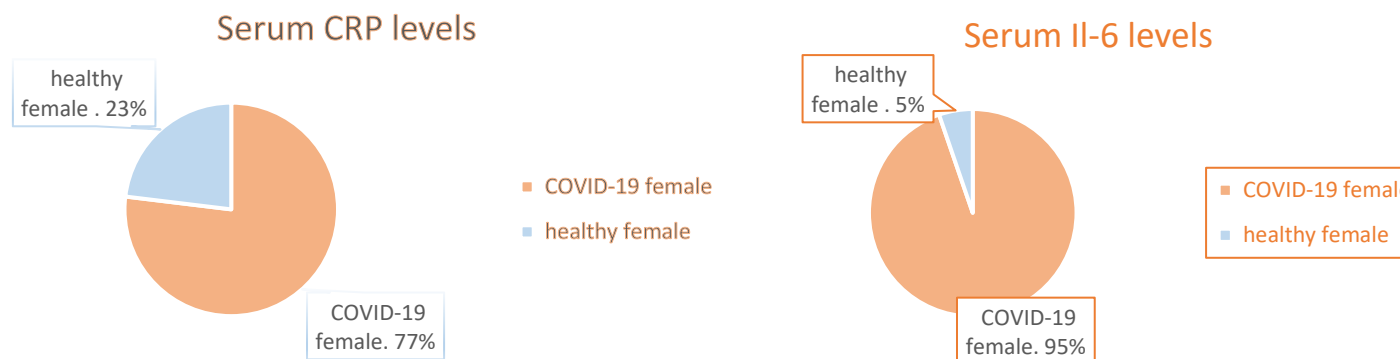 Serum CRP levels
healthy
female . 23%
COVID-19
female. 77%
COVID-19 female
healthy female
Serum Il-6 levels
healthy
female . 5%
COVID-19
female. 95%
COVID-19 femal
healthy female